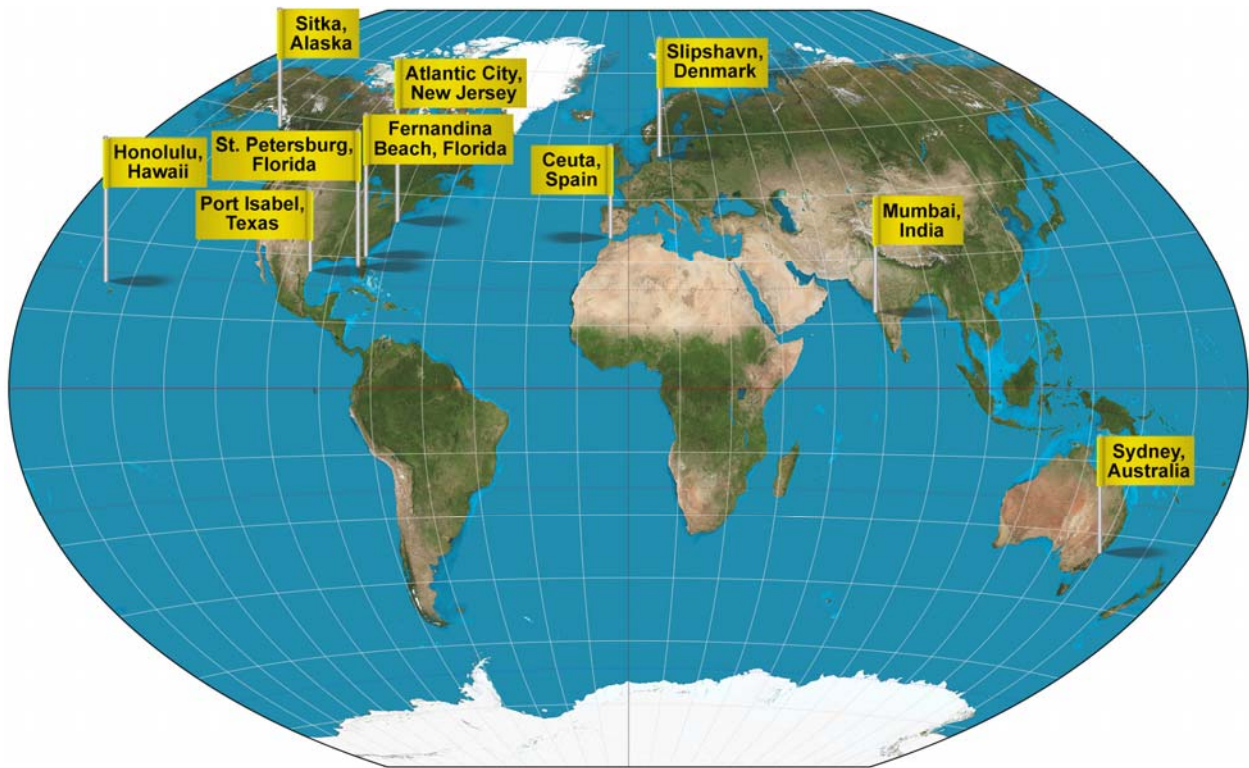 Sitka,
Alaska
Slipshavn,
Denmark
Atlantic City,
New Jersey
Fernandina
Beach, Florida
St. Petersburg,
Florida
Honolulu,
Hawaii
Ceuta,
Spain
Port Isabel,
Texas
Mumbai,
India
Sydney,
Australia